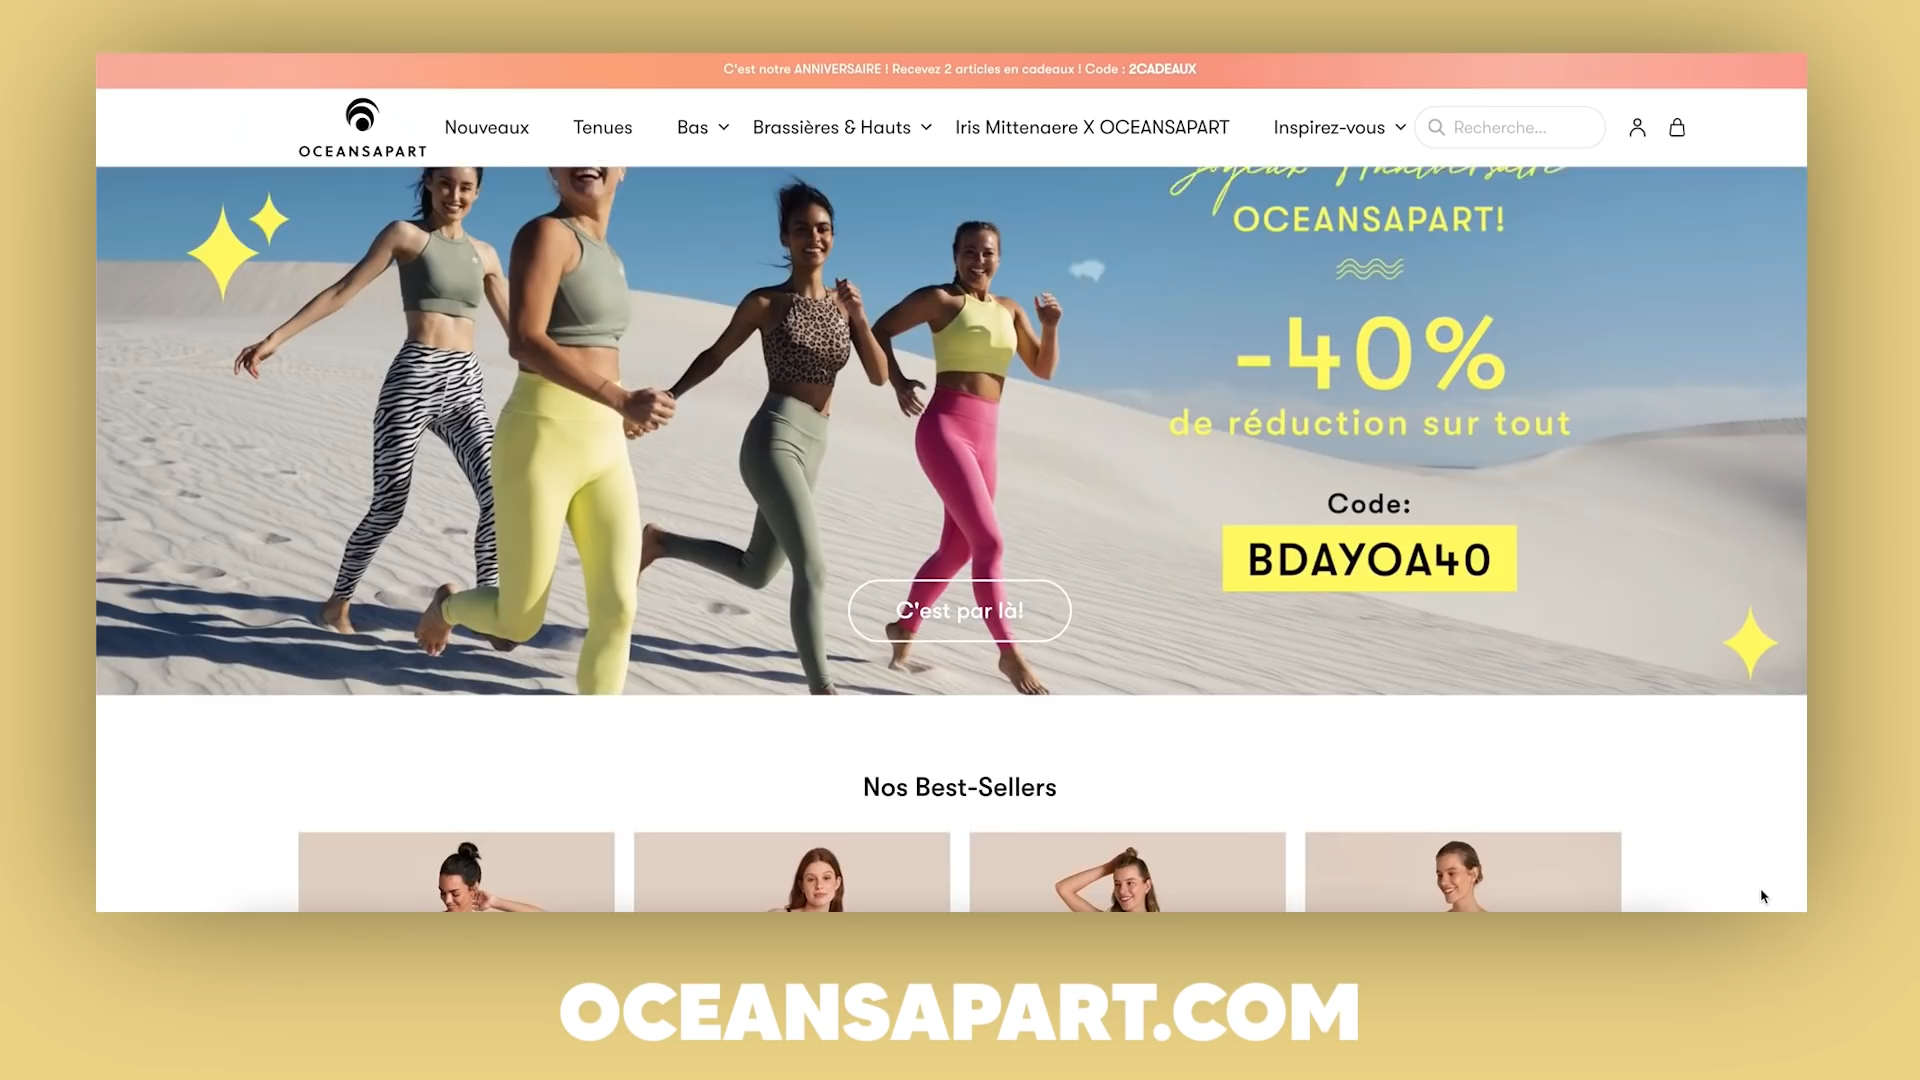 C'est notre ANNIVERSAIRE ! Recevez 2 articles en cadeaux ! Code : 2CADEAUX
OCEANSAPART
Nouveaux
Tenues
Bas
Brassières & Hauts
Iris Mittenaere X OCEANSAPART
Inspirez-vous
Recherche...
Joyeux Anniversaire
OCEANSAPART!
-40%
de réduction sur tout
Code:
BDAYOA40
C'est par là!
Nos Best-Sellers
OCEANSAPART.COM